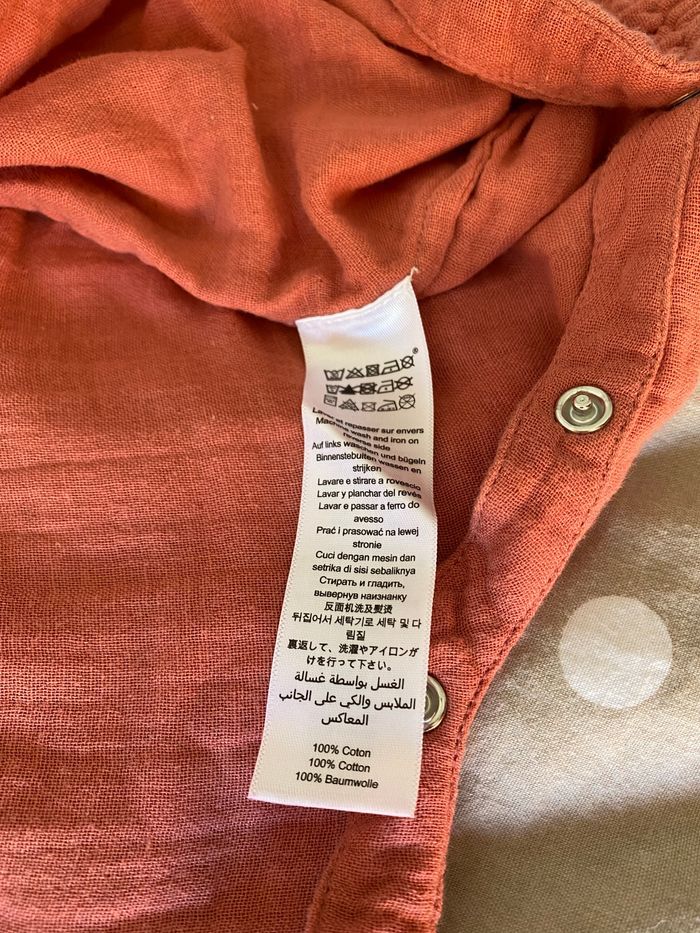 Laver et repasser sur envers
Machine wash and iron on
reverse side
Auf links waschen und bügeln
Binnenstebuiten wassen en
strijken
Lavare e stirare a rovescio
Lavar y planchar del revés
Lavar e passar a ferro do
avesso
Prać i prasować na lewej
stronie
Cuci dengan mesin dan
setrika di sisi sebaliknya
Стирать и гладить,
вывернув наизнанку
反面机洗及熨烫
뒤집어서 세탁기로 세탁 및 다
림질
裏返して、洗濯やアイロンが
けを行って下さい。
الغسل بواسطة غسالة
الملابس والكي على الجانب
المعاكس
100% Coton
100% Cotton
100% Baumwolle